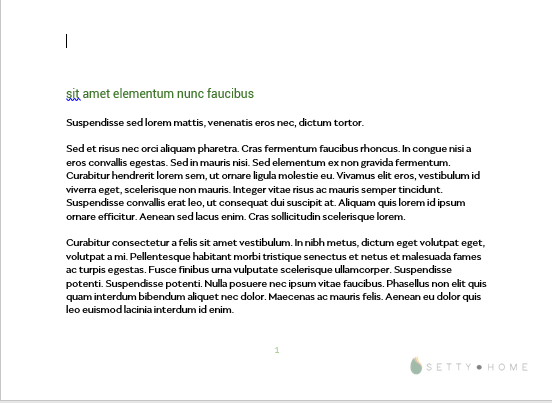 sit amet elementum nunc faucibus
Suspendisse sed lorem mattis, venenatis eros nec, dictum tortor.
Sed et risus nec orci aliquam pharetra. Cras fermentum faucibus rhoncus. In congue nisi a
eros convallis egestas. Sed in mauris nisi. Sed elementum ex non gravida fermentum.
Curabitur hendrerit lorem sem, ut ornare ligula molestie eu. Vivamus elit eros, vestibulum id
viverra eget, scelerisque non mauris. Integer vitae risus ac mauris semper tincidunt.
Suspendisse convallis erat leo, ut consequat dui suscipit at. Aliquam quis lorem id ipsum
ornare efficitur. Aenean sed lacus enim. Cras sollicitudin scelerisque lorem.
Curabitur consectetur a felis sit amet vestibulum. In nibh metus, dictum eget volutpat eget,
volutpat a mi. Pellentesque habitant morbi tristique senectus et netus et malesuada fames
ac turpis egestas. Fusce finibus urna vulputate scelerisque ullamcorper. Suspendisse
potenti. Suspendisse potenti. Nulla posuere nec ipsum vitae faucibus. Phasellus non elit quis
quam interdum bibendum aliquet nec dolor. Maecenas ac mauris felis. Aenean eu dolor quis
leo euismod lacinia interdum id enim.
1
SETTY • HOME